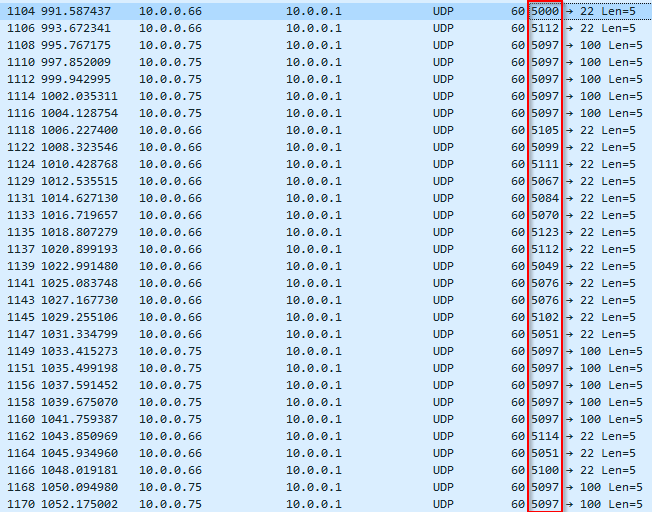 1104 991.587437 10.0.0.66 10.0.0.1 UDP 60 5000 → 22 Len=5
1106 993.672341 10.0.0.66 10.0.0.1 UDP 60 5112 → 22 Len=5
1108 995.767175 10.0.0.75 10.0.0.1 UDP 60 5097 → 100 Len=5
1110 997.852009 10.0.0.75 10.0.0.1 UDP 60 5097 → 100 Len=5
1112 999.942995 10.0.0.75 10.0.0.1 UDP 60 5097 → 100 Len=5
1114 1002.035311 10.0.0.75 10.0.0.1 UDP 60 5097 → 100 Len=5
1116 1004.128754 10.0.0.75 10.0.0.1 UDP 60 5097 → 100 Len=5
1118 1006.227400 10.0.0.66 10.0.0.1 UDP 60 5105 → 22 Len=5
1122 1008.323546 10.0.0.66 10.0.0.1 UDP 60 5099 → 22 Len=5
1124 1010.428768 10.0.0.66 10.0.0.1 UDP 60 5111 → 22 Len=5
1129 1012.535515 10.0.0.66 10.0.0.1 UDP 60 5067 → 22 Len=5
1131 1014.627130 10.0.0.66 10.0.0.1 UDP 60 5084 → 22 Len=5
1133 1016.719657 10.0.0.66 10.0.0.1 UDP 60 5070 → 22 Len=5
1135 1018.807279 10.0.0.66 10.0.0.1 UDP 60 5123 → 22 Len=5
1137 1020.899193 10.0.0.66 10.0.0.1 UDP 60 5112 → 22 Len=5
1139 1022.991480 10.0.0.66 10.0.0.1 UDP 60 5049 → 22 Len=5
1141 1025.083748 10.0.0.66 10.0.0.1 UDP 60 5076 → 22 Len=5
1143 1027.167730 10.0.0.66 10.0.0.1 UDP 60 5076 → 22 Len=5
1145 1029.255106 10.0.0.66 10.0.0.1 UDP 60 5102 → 22 Len=5
1147 1031.334799 10.0.0.66 10.0.0.1 UDP 60 5051 → 22 Len=5
1149 1033.415273 10.0.0.75 10.0.0.1 UDP 60 5097 → 100 Len=5
1151 1035.499198 10.0.0.75 10.0.0.1 UDP 60 5097 → 100 Len=5
1156 1037.591452 10.0.0.75 10.0.0.1 UDP 60 5097 → 100 Len=5
1158 1039.675070 10.0.0.75 10.0.0.1 UDP 60 5097 → 100 Len=5
1160 1041.759387 10.0.0.75 10.0.0.1 UDP 60 5097 → 100 Len=5
1162 1043.850969 10.0.0.66 10.0.0.1 UDP 60 5114 → 22 Len=5
1164 1045.934960 10.0.0.66 10.0.0.1 UDP 60 5051 → 22 Len=5
1166 1048.019181 10.0.0.66 10.0.0.1 UDP 60 5100 → 22 Len=5
1168 1050.094980 10.0.0.75 10.0.0.1 UDP 60 5097 → 100 Len=5
1170 1052.175002 10.0.0.75 10.0.0.1 UDP 60 5097 → 100 Len=5